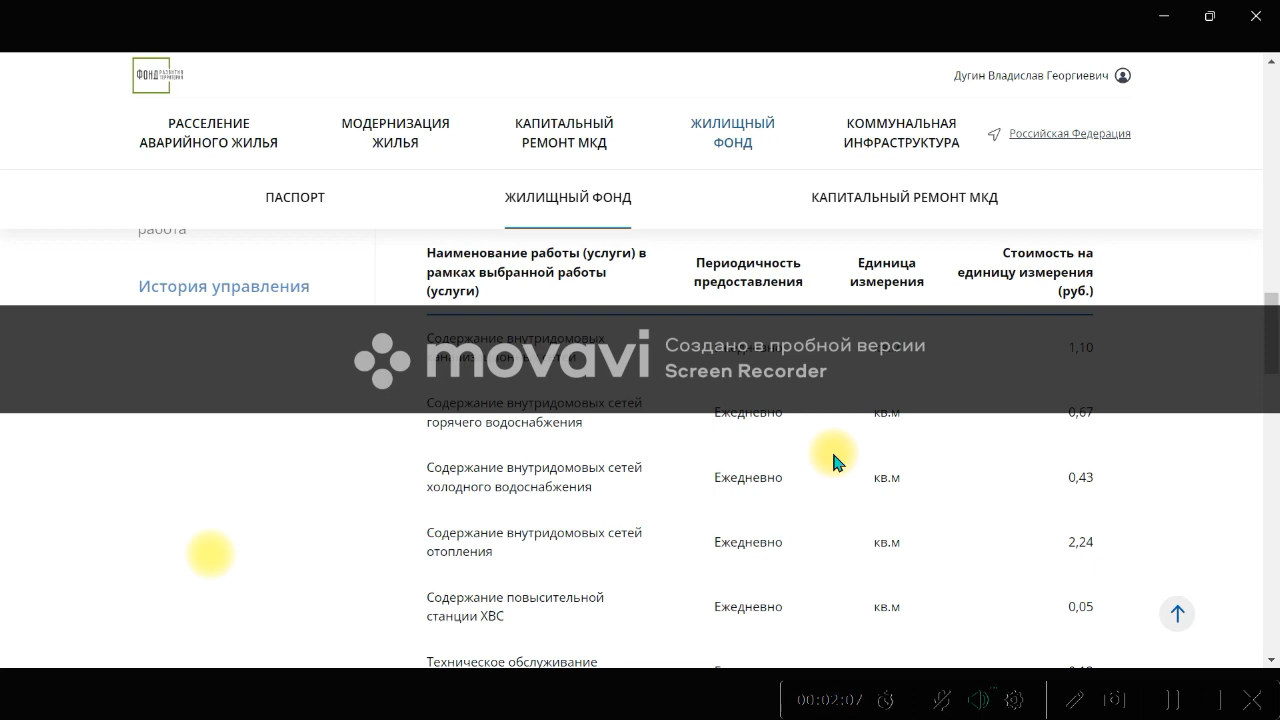 ФОНД РАЗВИТИЯ ТЕРРИТОРИЙ
Дугин Владислав Георгиевич
РАССЕЛЕНИЕ
АВАРИЙНОГО ЖИЛЬЯ
МОДЕРНИЗАЦИЯ
ЖИЛЬЯ
КАПИТАЛЬНЫЙ
РЕМОНТ МКД
ЖИЛИЩНЫЙ
ФОНД
КОММУНАЛЬНАЯ
ИНФРАСТРУКТУРА
Российская Федерация
ПАСПОРТ
ЖИЛИЩНЫЙ ФОНД
КАПИТАЛЬНЫЙ РЕМОНТ МКД
работа
История управления
Наименование работы (услуги) в
рамках выбранной работы
(услуги)
Периодичность
предоставления
Единица
измерения
Стоимость на
единицу измерения
(руб.)
Содержание внутридомовых
1,10
movavi
Создано в пробной версии
Screen Recorder
Содержание внутридомовых сетей
горячего водоснабжения
Ежедневно
кв.м
0,67
Содержание внутридомовых сетей
холодного водоснабжения
Ежедневно
кв.м
0,43
Содержание внутридомовых сетей
отопления
Ежедневно
кв.м
2,24
Содержание повысительной
станции ХВС
Ежедневно
кв.м
0,05
Техническое обслуживание
00:02:07